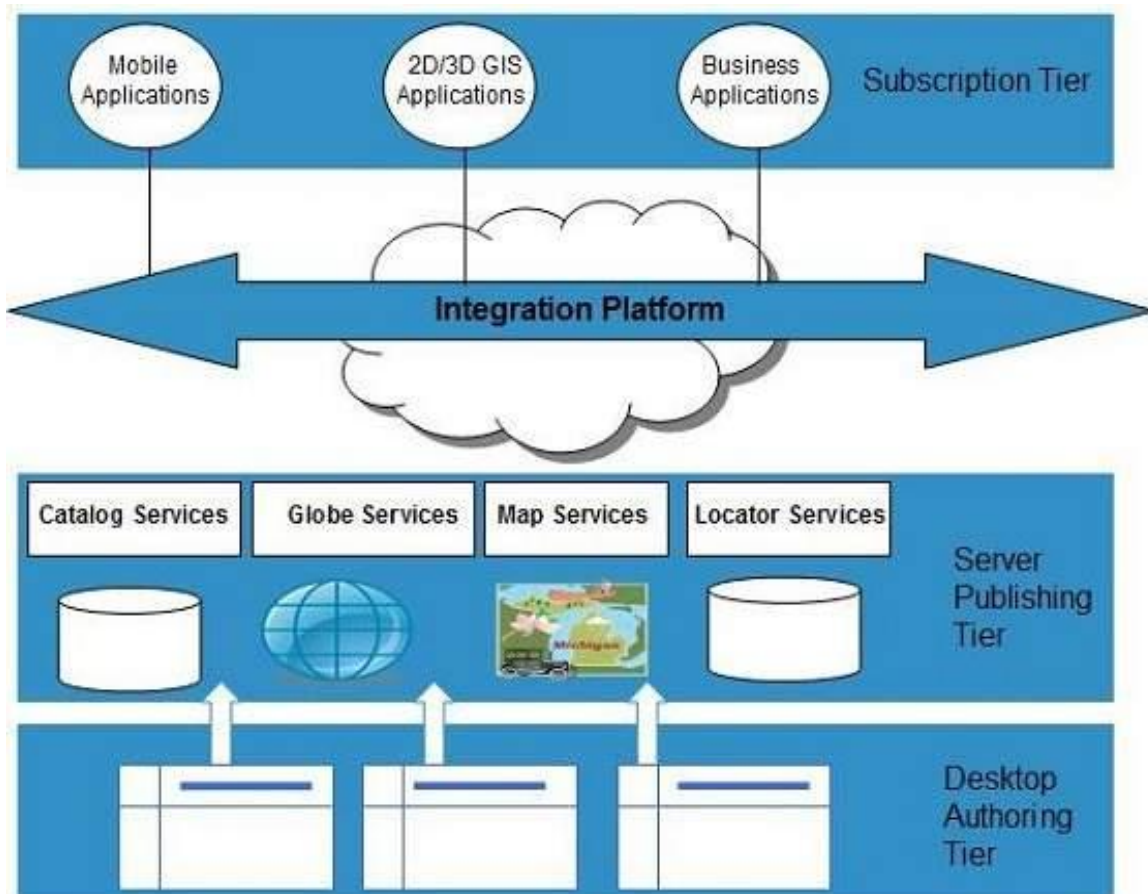 Mobile
Applications
2D/3D GIS
Applications
Business
Applications
Subscription Tier
Integration Platform
Catalog Services
Globe Services
Map Services
Locator Services
Michigan
Server
Publishing
Tier
Desktop
Authoring
Tier